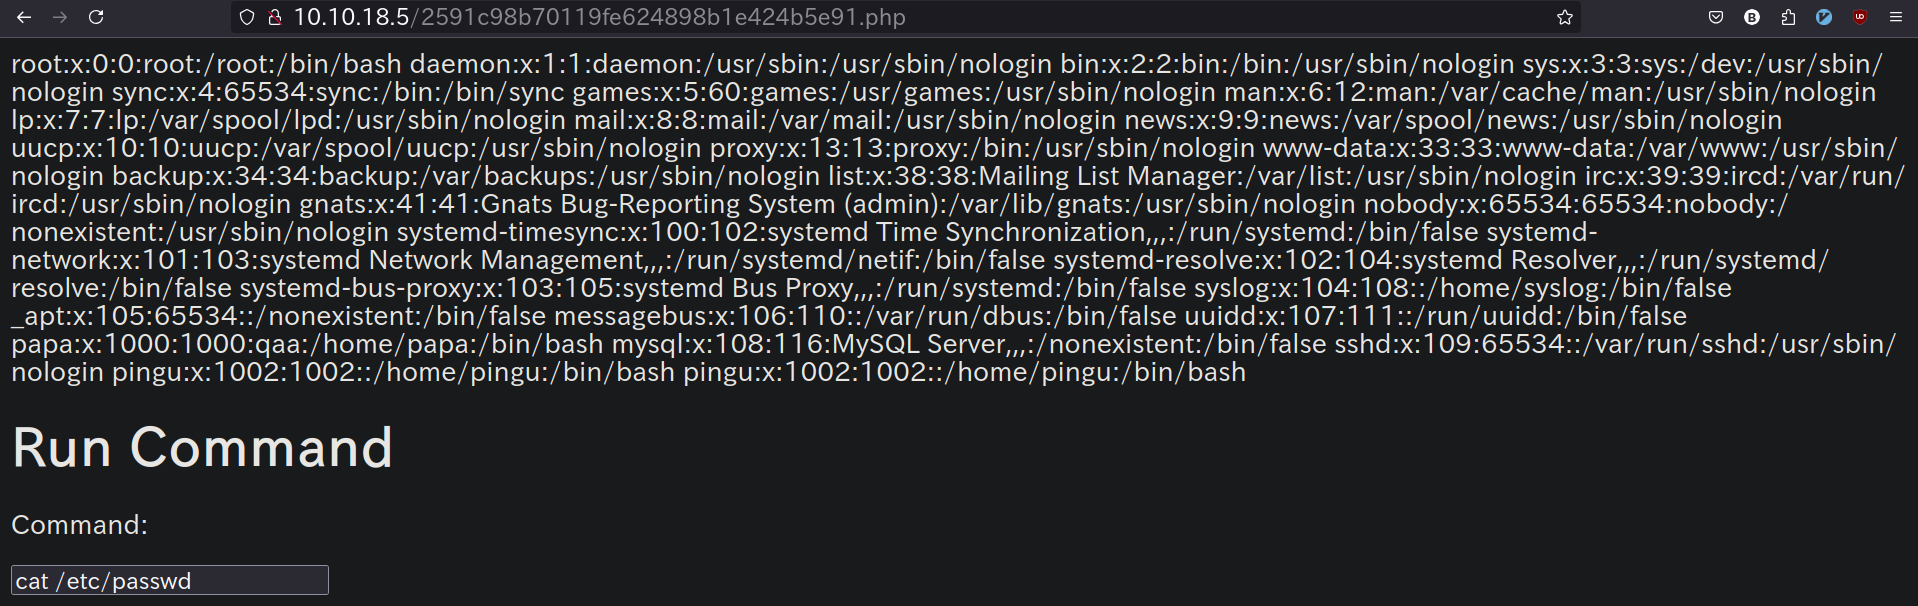 10.10.18.5/2591c98b70119fe624898b1e424b5e91.php
root:x:0:0:root:/root:/bin/bash daemon:x:1:1:daemon:/usr/sbin:/usr/sbin/nologin bin:x:2:2:bin:/bin:/usr/sbin/nologin sys:x:3:3:sys:/dev:/usr/sbin/
nologin sync:x:4:65534:sync:/bin:/bin/sync games:x:5:60:games:/usr/games:/usr/sbin/nologin man:x:6:12:man:/var/cache/man:/usr/sbin/nologin
lp:x:7:7:lp:/var/spool/lpd:/usr/sbin/nologin mail:x:8:8:mail:/var/mail:/usr/sbin/nologin news:x:9:9:news:/var/spool/news:/usr/sbin/nologin
uucp:x:10:10:uucp:/var/spool/uucp:/usr/sbin/nologin proxy:x:13:13:proxy:/bin:/usr/sbin/nologin www-data:x:33:33:www-data:/var/www:/usr/sbin/
nologin backup:x:34:34:backup:/var/backups:/usr/sbin/nologin list:x:38:38:Mailing List Manager:/var/list:/usr/sbin/nologin irc:x:39:39:ircd:/var/run/
ircd:/usr/sbin/nologin gnats:x:41:41:Gnats Bug-Reporting System (admin):/var/lib/gnats:/usr/sbin/nologin nobody:x:65534:65534:nobody:/
nonexistent:/usr/sbin/nologin systemd-timesync:x:100:102:systemd Time Synchronization,,,:/run/systemd:/bin/false systemd-
network:x:101:103:systemd Network Management,,,:/run/systemd/netif:/bin/false systemd-resolve:x:102:104:systemd Resolver,,,:/run/systemd/
resolve:/bin/false systemd-bus-proxy:x:103:105:systemd Bus Proxy,,,:/run/systemd:/bin/false syslog:x:104:108::/home/syslog:/bin/false
_apt:x:105:65534::/nonexistent:/bin/false messagebus:x:106:110::/var/run/dbus:/bin/false uuidd:x:107:111::/run/uuidd:/bin/false
papa:x:1000:1000:qaa:/home/papa:/bin/bash mysql:x:108:116:MySQL Server,,,:/nonexistent:/bin/false sshd:x:109:65534::/var/run/sshd:/usr/sbin/
nologin pingu:x:1002:1002::/home/pingu:/bin/bash pingu:x:1002:1002::/home/pingu:/bin/bash
Run Command
Command:
cat /etc/passwd